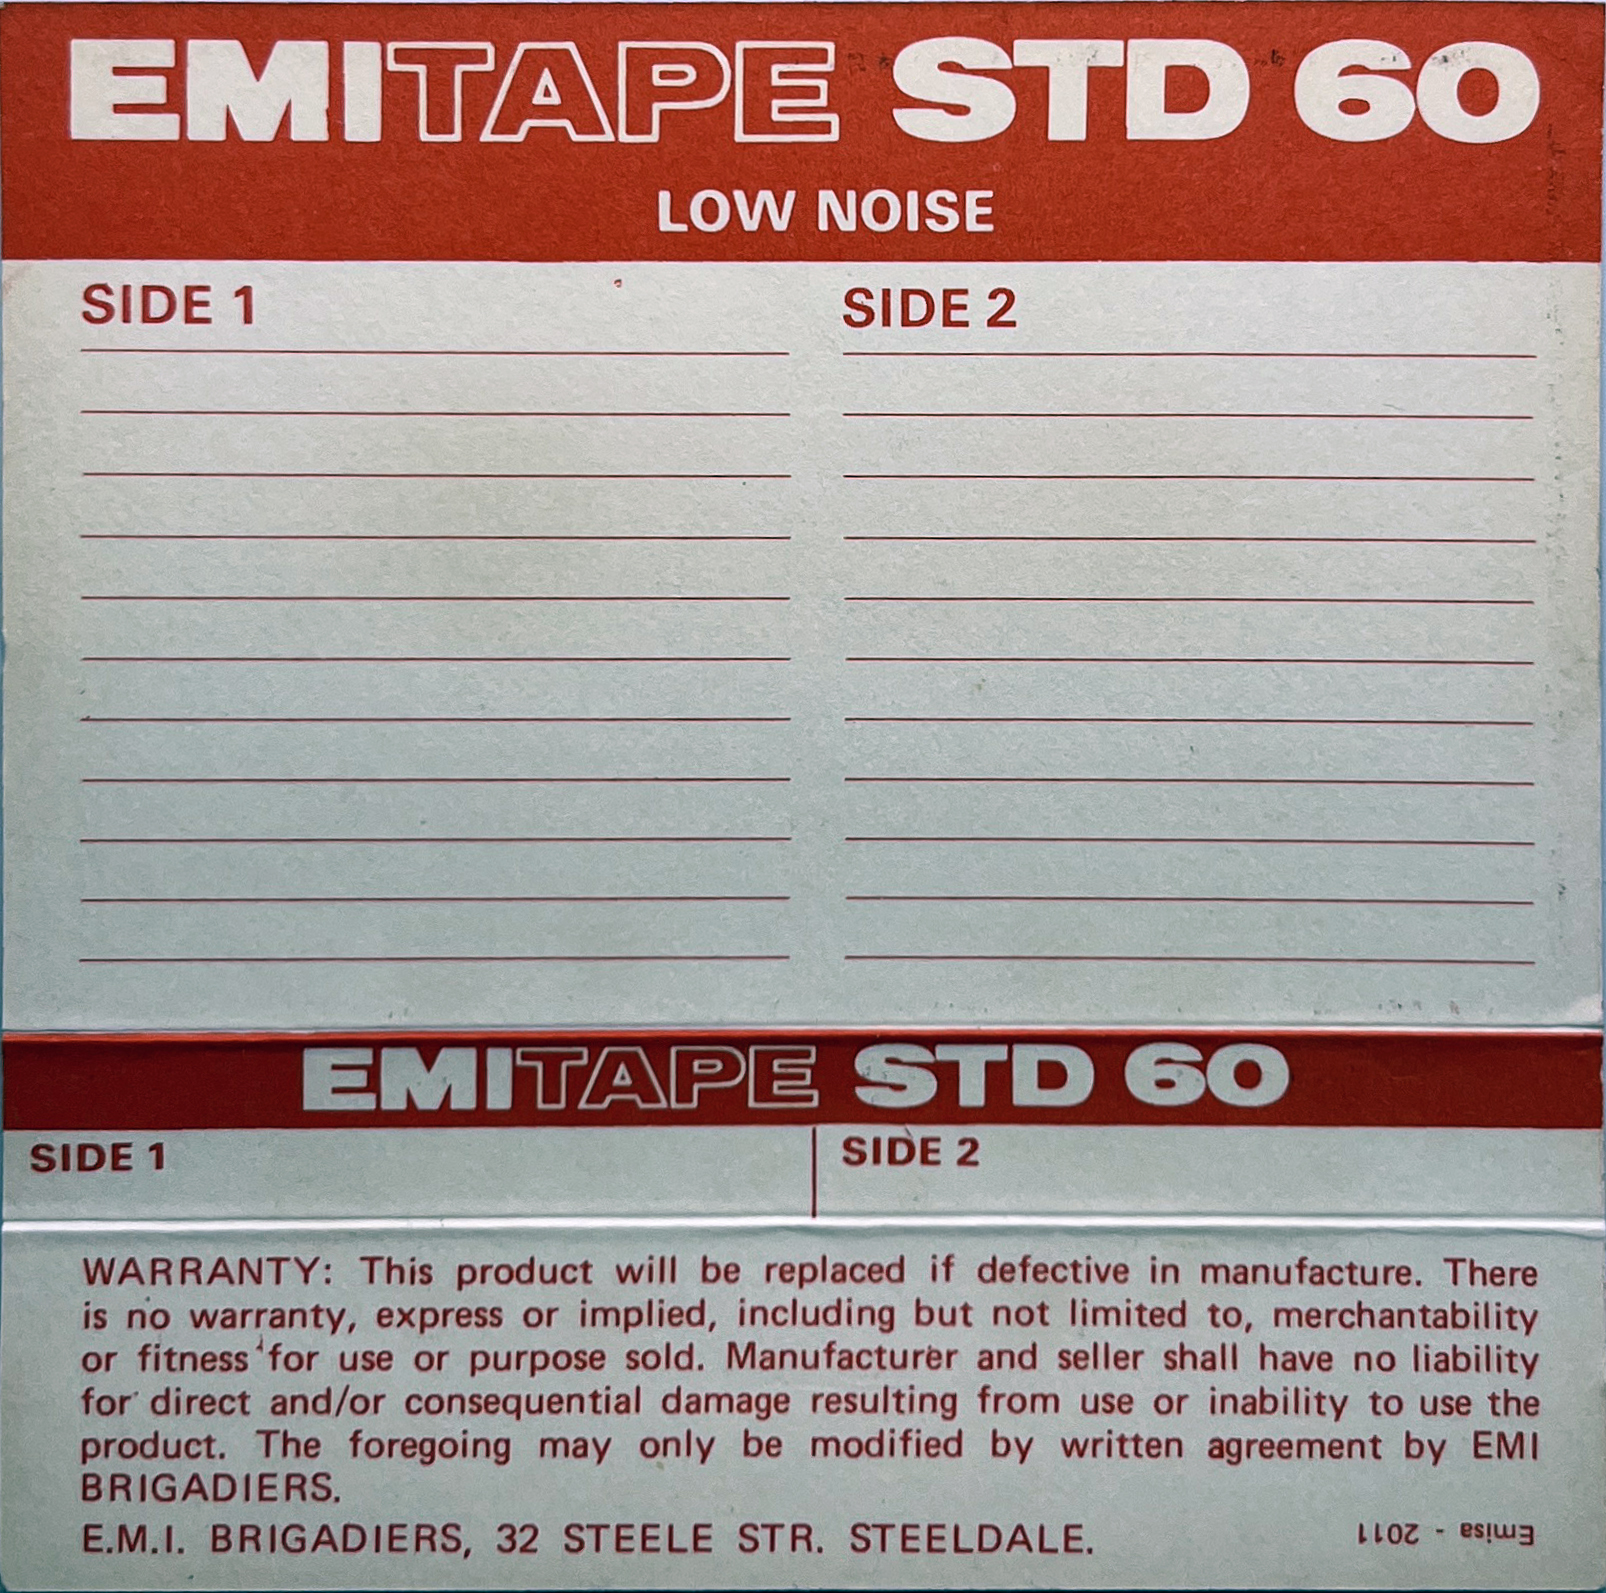 EMITAPE STD 60
LOW NOISE
SIDE 1
SIDE 2
EMITAPE STD 60
SIDE 1
SIDE 2
WARRANTY: This product will be replaced if defective in manufacture. There
is no warranty, express or implied, including but not limited to, merchantability
or fitness for use or purpose sold. Manufacturer and seller shall have no liability
for direct and/or consequential damage resulting from use or inability to use the
product. The foregoing may only be modified by written agreement by EMI
BRIGADIERS.
E.M.I. BRIGADIERS, 32 STEELE STR. STEELDALE.
Emisa - 2011